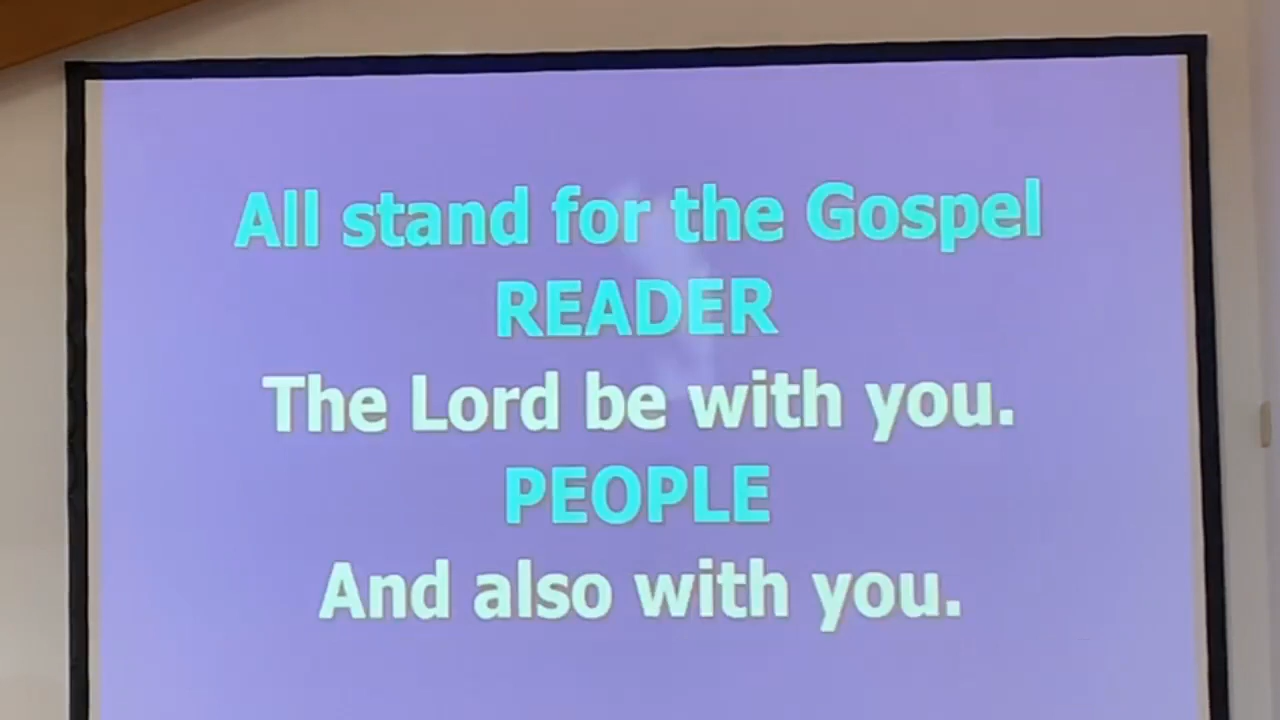 All stand for the Gospel
READER
The Lord be with you.
PEOPLE
And also with you.